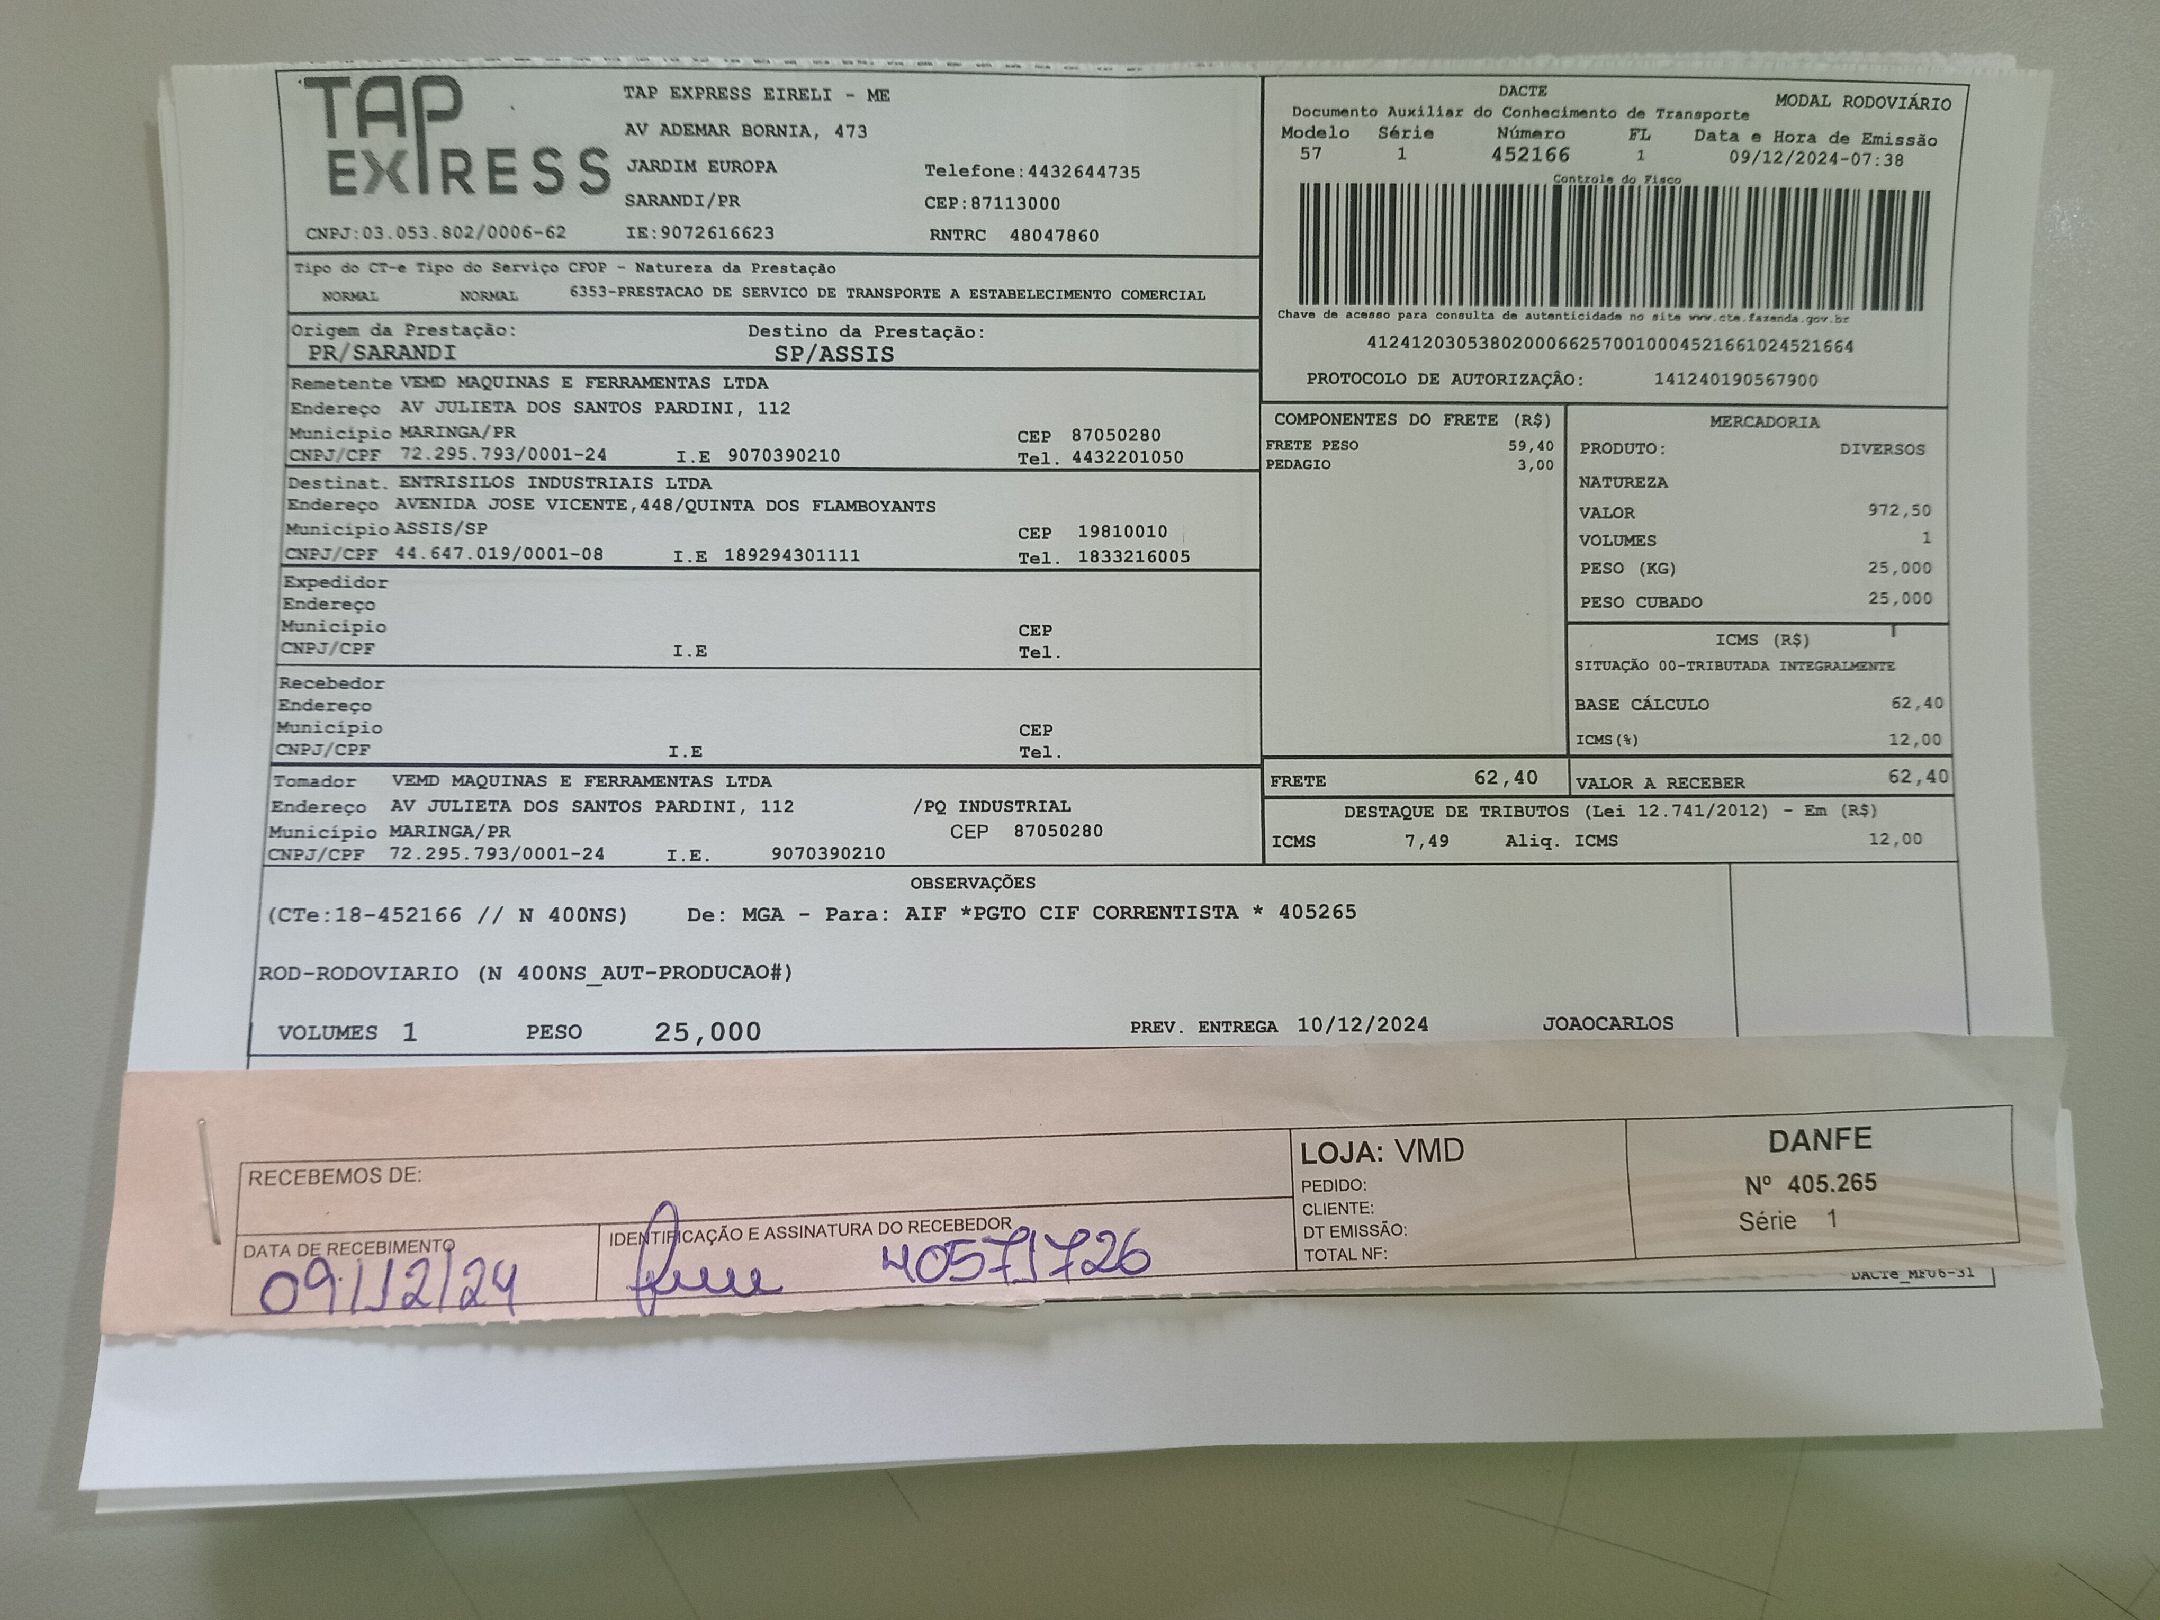 TAP EXPRESS
TAP EXPRESS EIRELI - ME
AV ADEMAR BORNIA, 473
JARDIM EUROPA Telefone:4432644735
SARANDI/PR CEP:87113000
CNPJ:03.053.802/0006-62 IE:9072616623 RNTRC 48047860
DACTE
Documento Auxiliar do Conhecimento de Transporte MODAL RODOVIÁRIO
Modelo Série Número FL Data e Hora de Emissão
57 1 452166 1 09/12/2024-07:38
Controle do Fisco
Chave de acesso para consulta de autenticidade no site www.cte.fazenda.gov.br
41241203053802000662570010004521661024521664
PROTOCOLO DE AUTORIZAÇÃO: 141240190567900
Tipo do CT-e Tipo do Serviço CFOP - Natureza da Prestação
NORMAL NORMAL 6353-PRESTACAO DE SERVICO DE TRANSPORTE A ESTABELECIMENTO COMERCIAL
Origem da Prestação: Destino da Prestação:
PR/SARANDI SP/ASSIS
Remetente VEMD MAQUINAS E FERRAMENTAS LTDA
Endereço AV JULIETA DOS SANTOS PARDINI, 112
Município MARINGA/PR CEP 87050280
CNPJ/CPF 72.295.793/0001-24 I.E 9070390210 Tel. 4432201050
Destinat. ENTRISILOS INDUSTRIAIS LTDA
Endereço AVENIDA JOSE VICENTE,448/QUINTA DOS FLAMBOYANTS
Município ASSIS/SP CEP 19810010
CNPJ/CPF 44.647.019/0001-08 I.E 189294301111 Tel. 1833216005
Expedidor
Endereço
Município CEP
CNPJ/CPF I.E Tel.
Recebedor
Endereço
Município CEP
CNPJ/CPF I.E Tel.
Tomador VEMD MAQUINAS E FERRAMENTAS LTDA
Endereço AV JULIETA DOS SANTOS PARDINI, 112 /PQ INDUSTRIAL
Município MARINGA/PR CEP 87050280
CNPJ/CPF 72.295.793/0001-24 I.E. 9070390210
COMPONENTES DO FRETE (R$)
FRETE PESO 59,40
PEDAGIO 3,00
MERCADORIA
PRODUTO: DIVERSOS
NATUREZA
VALOR 972,50
VOLUMES 1
PESO (KG) 25,000
PESO CUBADO 25,000
ICMS (R$)
SITUAÇÃO 00-TRIBUTADA INTEGRALMENTE
BASE CÁLCULO 62,40
ICMS(%) 12,00
FRETE 62,40 VALOR A RECEBER 62,40
DESTAQUE DE TRIBUTOS (Lei 12.741/2012) - Em (R$)
ICMS 7,49 Aliq. ICMS 12,00
OBSERVAÇÕES
(CTe:18-452166 // N 400NS) De: MGA - Para: AIF *PGTO CIF CORRENTISTA * 405265
ROD-RODOVIARIO (N 400NS_AUT-PRODUCAO#)
VOLUMES 1 PESO 25,000 PREV. ENTREGA 10/12/2024 JOAOCARLOS
RECEBEMOS DE:
DATA DE RECEBIMENTO
09/12/24
IDENTIFICAÇÃO E ASSINATURA DO RECEBEDOR
LOJA: VMD
PEDIDO:
CLIENTE:
DT EMISSÃO:
TOTAL NF:
DANFE
Nº 405.265
Série 1
DACTe_MF06-31